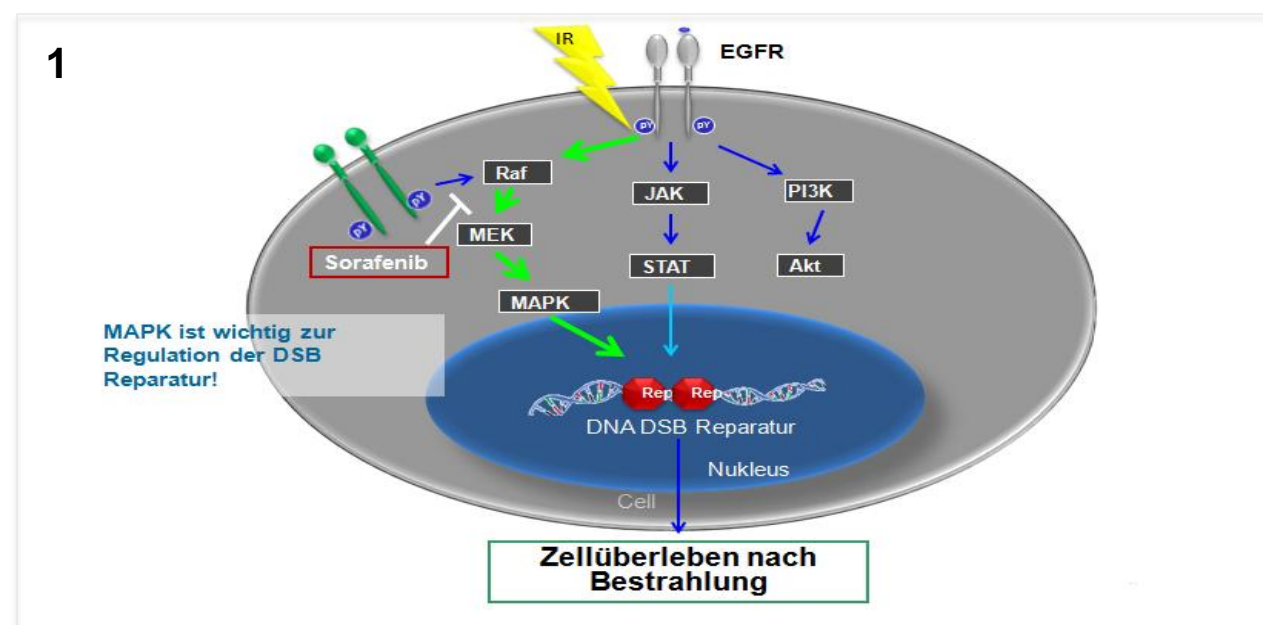 1
IR
EGFR
pY
pY
Raf
JAK
PI3K
pY
pY
MEK
Sorafenib
STAT
Akt
MAPK
MAPK ist wichtig zur
Regulation der DSB
Reparatur!
Rep
Rep
DNA DSB Reparatur
Nukleus
Cell
Zellüberleben nach
Bestrahlung